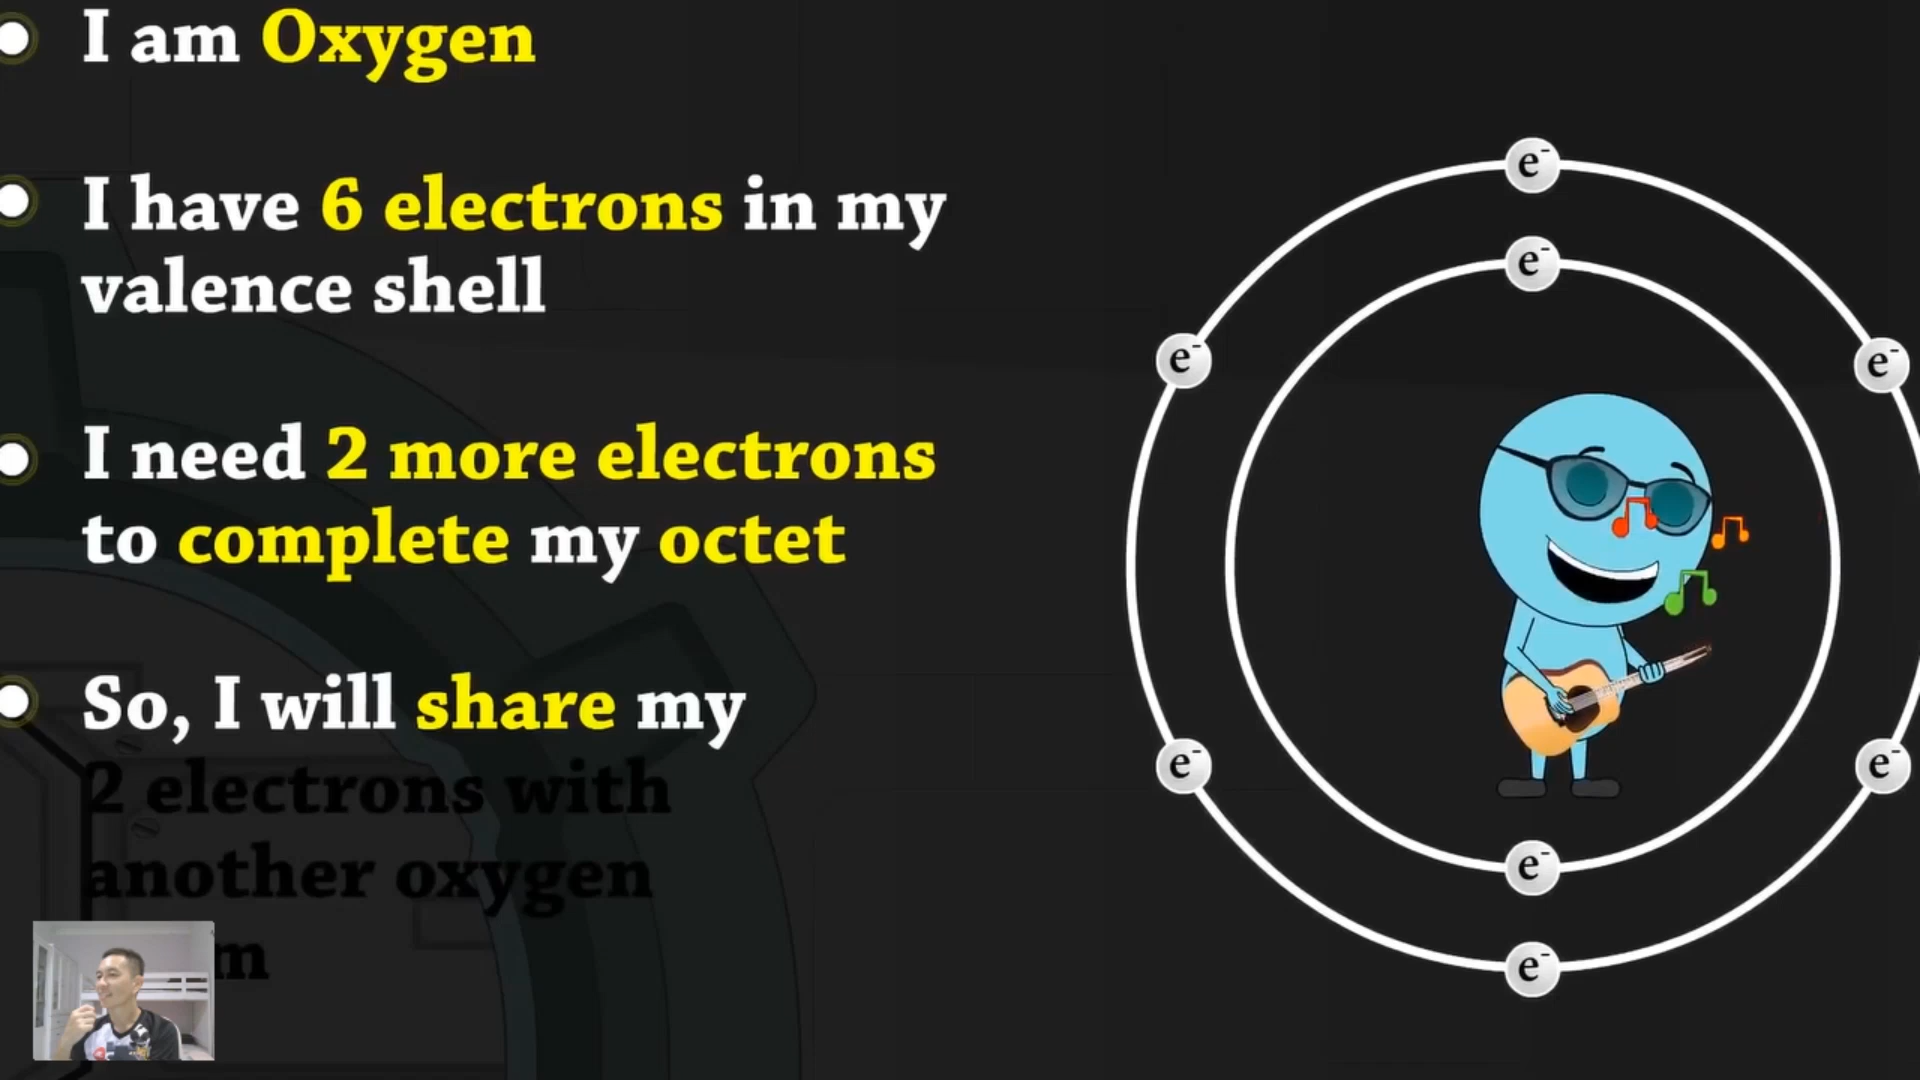 I am Oxygen
I have 6 electrons in my
valence shell
I need 2 more electrons
to complete my octet
So, I will share my
2 electrons with
another oxygen
e-
e-
e-
e-
e-
e-
e-
e-